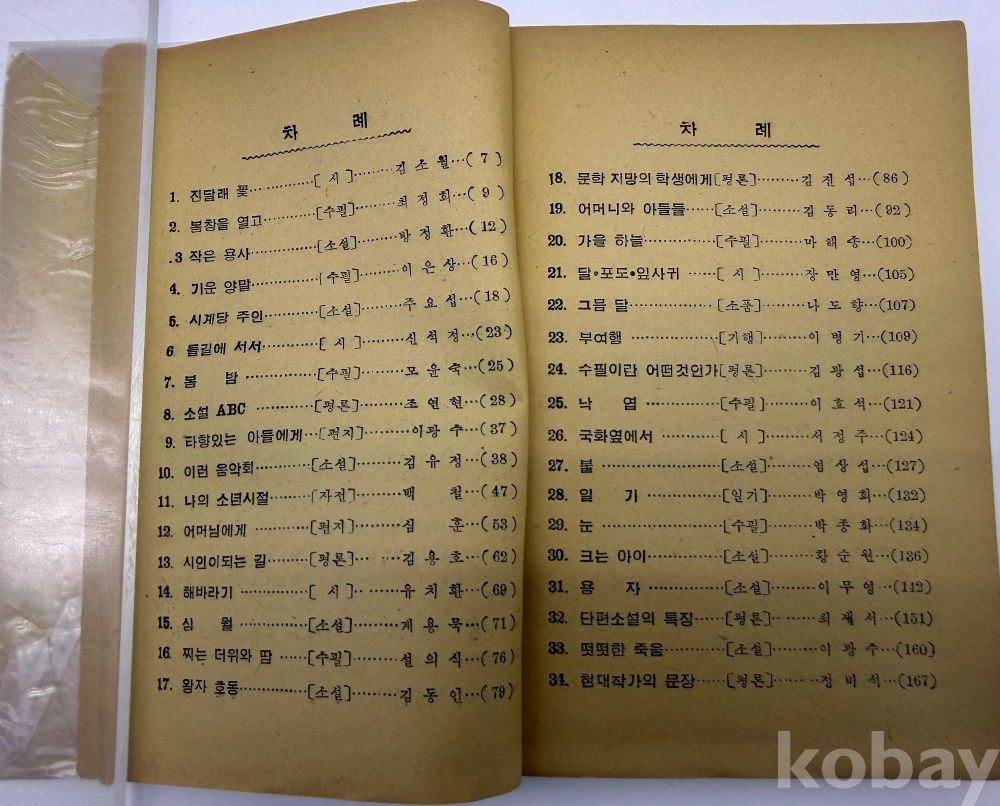 차 례
1. 진달래 꽃……………[ 시 ]………김 소 월…( 7 )
2. 봄창을 열고………[수필]………최 정 희…( 9 )
.3 작은 용사…………[소설]………방 정 환…( 12 )
4. 기운 양말…………[수필]………이 은 상…( 16 )
5. 시계당 주인………[소설]………주 요 섭…( 18 )
6. 들길에 서서………[ 시 ]………신 석 정…( 23 )
7. 봄 밤 …………[수필]………모 윤 숙…( 25 )
8. 소설 ABC …………[평론]………조 연 현…( 28 )
9. 타향있는 아들에게…[편지]………이광 수…( 37 )
10. 이런 음악회………[소설]………김 유 정…( 38 )
11. 나의 소년시절……[자전]………백 철…( 47 )
12. 어머님에게 ………[편지]………심 훈…( 53 )
13. 시인이되는 길……[평론]‥ ‥…김 용 호…( 62 )
14. 해바라기 …………[ 시 ]‥ ‥……유 치 환…( 69 )
15. 심 월…………[소설]………계 용 묵…( 71 )
16. 찌는 더위와 땀 ……[수필]………설 의 식…( 76 )
17. 왕자 호동…………[소설]………김 동 인…( 79 )
차 례
18. 문학 지망의 학생에게[평론]………김 진 섭…( 86 )
19. 어머니와 아들들……[소설]………김 동 리…( 92 )
20. 가을 하늘…………[수필]………마 해 송…(100)
21. 달•포도•잎사귀 ……[ 시 ]………장 만 영…(105)
22. 그믐 달……………[소품]………나 도 향…(107)
23. 부여행 ……………[기행]………이 병 기…(109)
24. 수필이란 어떤것인가[평론]………김 광 섭…(116)
25. 낙 엽 …………[수필]………이 효 석…(121)
26. 국화옆에서 ………[ 시 ]………서 정 주…(124)
27. 불 …………………[소설]………염 상 섭…(127)
28. 일 기 …………[일기]………박 영 희…(132)
29. 눈 …………………[수필]………박 종 화…(134)
30. 크는 아이…………[소설]………황 순 원…(136)
31. 용 자 …………[소설]………이 무 영…(142)
32. 단편소설의 특장……[평론]‥ ……최 재 서…(151)
33. 떳떳한 죽음………[소설]………이 광 수…(160)
34. 현대작가의 문장……[평론]………정 비 석…(167)
kobay